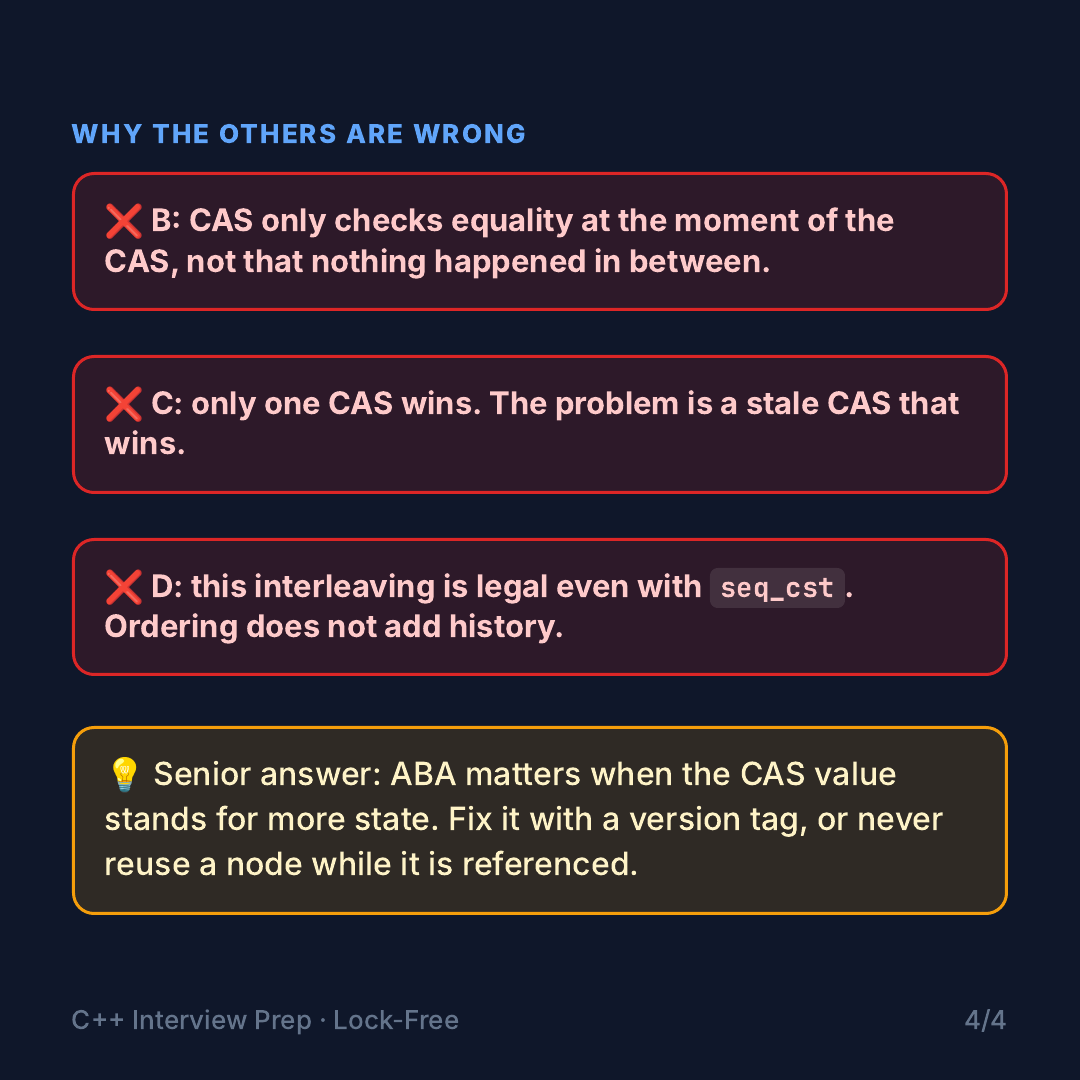 WHY THE OTHERS ARE WRONG
❌ B: CAS only checks equality at the moment of the
CAS, not that nothing happened in between.
❌ C: only one CAS wins. The problem is a stale CAS that
wins.
❌ D: this interleaving is legal even with seq_cst.
Ordering does not add history.
💡 Senior answer: ABA matters when the CAS value
stands for more state. Fix it with a version tag, or never
reuse a node while it is referenced.
C++ Interview Prep · Lock-Free
4/4